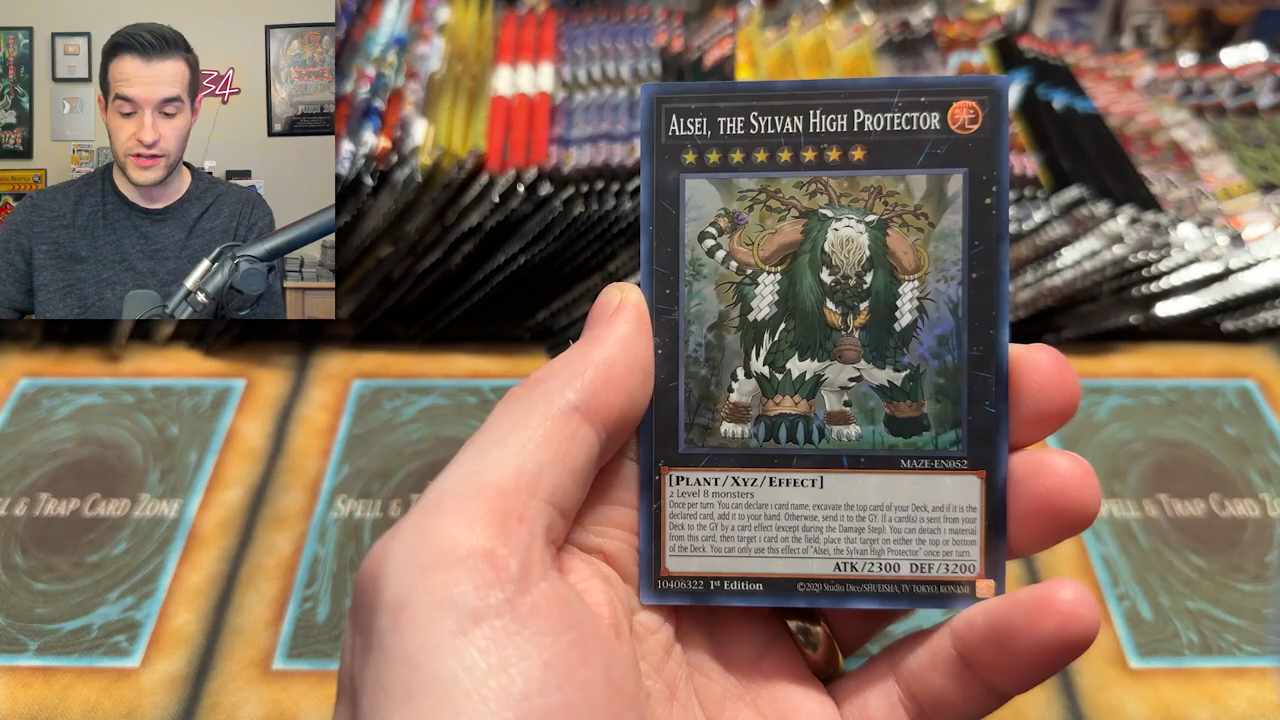 34
ALSEI, THE SYLVAN HIGH PROTECTOR
LIGHT
光
MAZE-EN052
[PLANT/XYZ/EFFECT]
2 Level 8 monsters
Once per turn: You can declare 1 card name; excavate the top card of your Deck, and if it is the
declared card, add it to your hand. Otherwise, send it to the GY. If a card(s) is sent from your
Deck to the GY by a card effect (except during the Damage Step): You can detach 1 material
from this card, then target 1 card on the field; place that target on either the top or bottom
of the Deck. You can only use this effect of "Alsei, the Sylvan High Protector" once per turn.
ATK/2300 DEF/3200
10406322 1st Edition ©2020 Studio Dice/SHUEISHA, TV TOKYO, KONAMI
L & TRAP CARD ZONE
SPELL & T
PELL & TRAP CARD Z